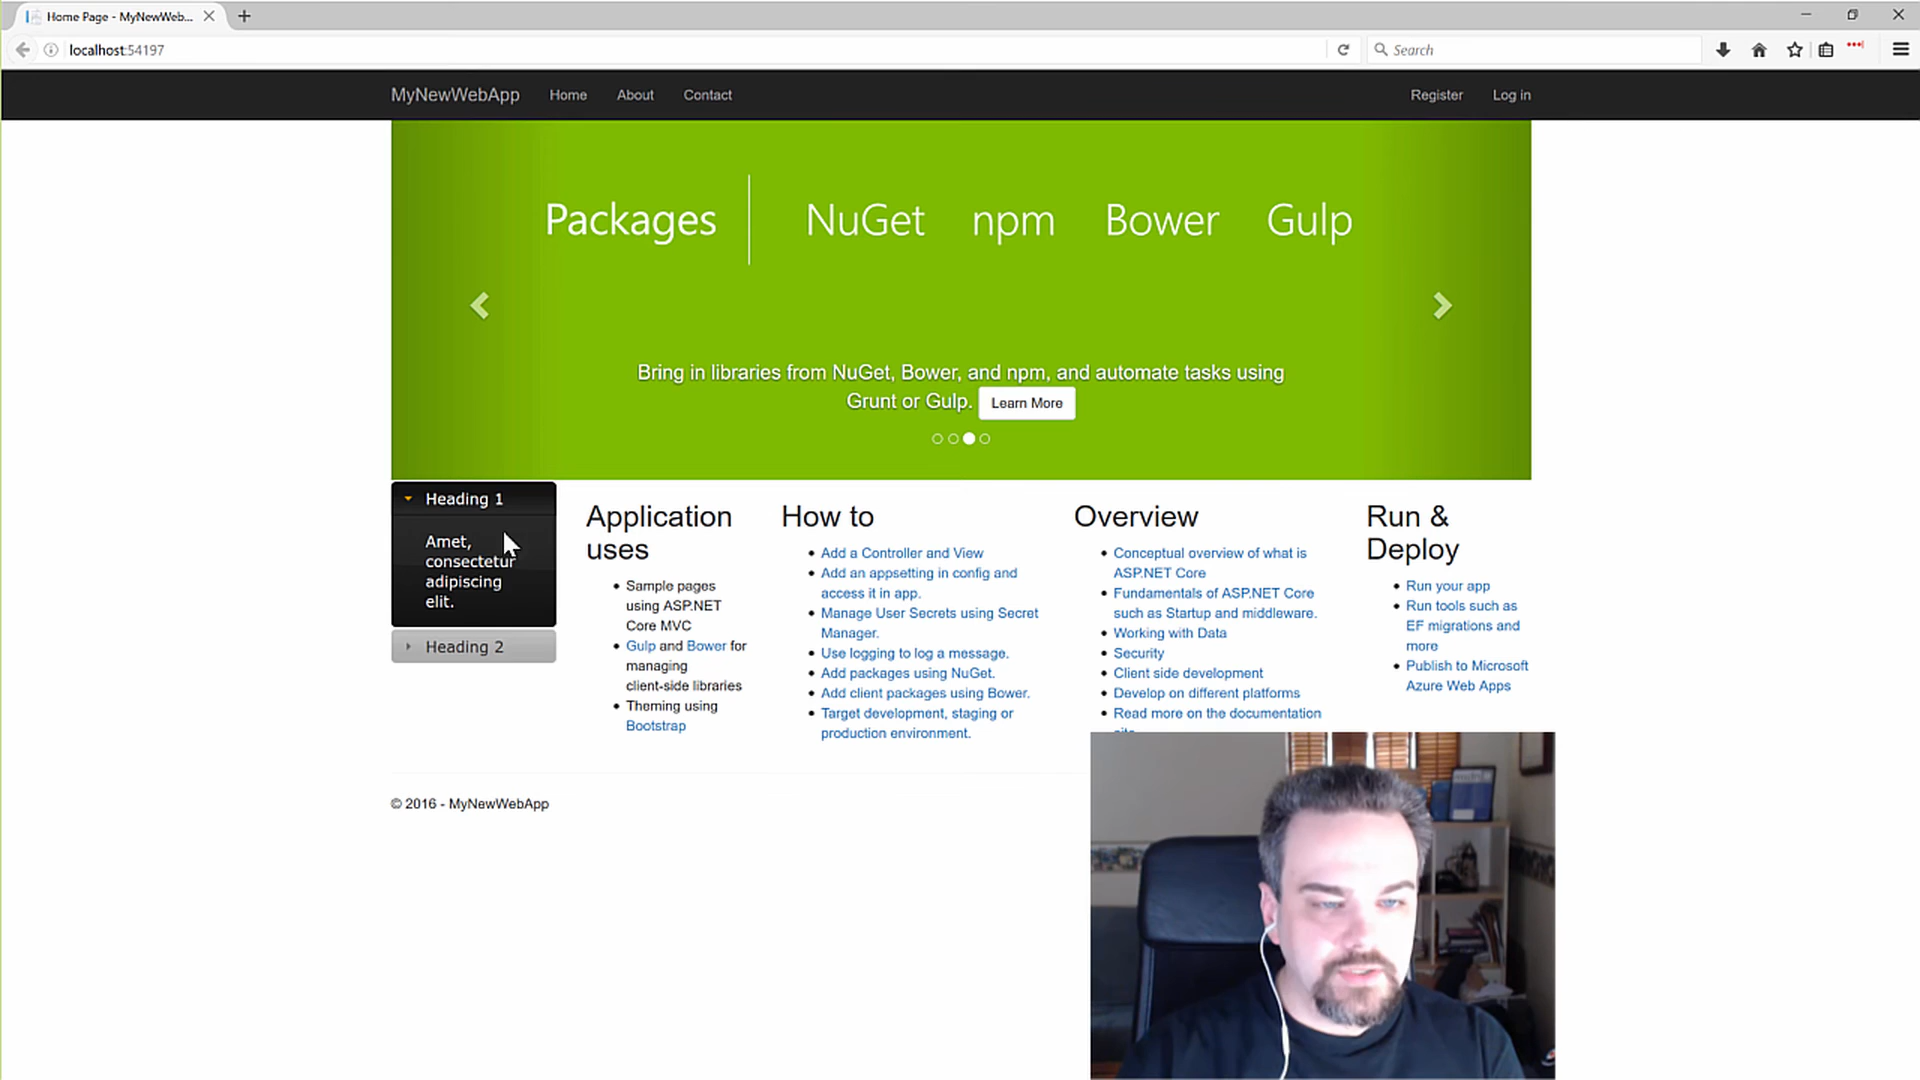 Home Page - MyNewWeb...
localhost:54197
Search
MyNewWebApp Home About Contact Register Log in
Packages NuGet npm Bower Gulp
Bring in libraries from NuGet, Bower, and npm, and automate tasks using
Grunt or Gulp. Learn More
Heading 1
Amet,
consectetur
adipiscing
elit.
Heading 2
Application
uses
Sample pages
using ASP.NET
Core MVC
Gulp and Bower for
managing
client-side libraries
Theming using
Bootstrap
How to
Add a Controller and View
Add an appsetting in config and
access it in app.
Manage User Secrets using Secret
Manager.
Use logging to log a message.
Add packages using NuGet.
Add client packages using Bower.
Target development, staging or
production environment.
Overview
Conceptual overview of what is
ASP.NET Core
Fundamentals of ASP.NET Core
such as Startup and middleware.
Working with Data
Security
Client side development
Develop on different platforms
Read more on the documentation
Run &
Deploy
Run your app
Run tools such as
EF migrations and
more
Publish to Microsoft
Azure Web Apps
© 2016 - MyNewWebApp